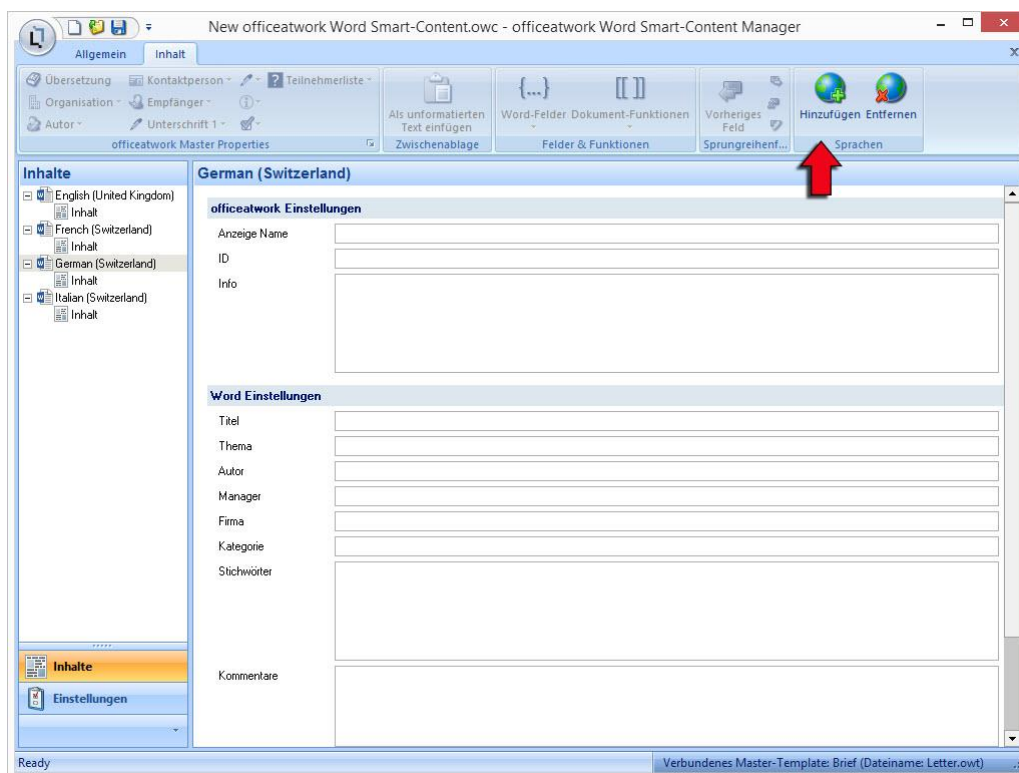 New officeatwork Word Smart-Content.owc - officeatwork Word Smart-Content Manager
Allgemein Inhalt
Übersetzung Kontaktperson Teilnehmerliste
Organisation Empfänger
Autor Unterschrift 1
officeatwork Master Properties
Als unformatierten
Text einfügen
Zwischenablage
{...} [[ ]]
Word-Felder Dokument-Funktionen
Felder & Funktionen
Vorheriges
Feld
Sprungreihenf...
Hinzufügen Entfernen
Sprachen
Inhalte
English (United Kingdom)
Inhalt
French (Switzerland)
Inhalt
German (Switzerland)
Inhalt
Italian (Switzerland)
Inhalt
German (Switzerland)
officeatwork Einstellungen
Anzeige Name
ID
Info
Word Einstellungen
Titel
Thema
Autor
Manager
Firma
Kategorie
Stichwörter
Kommentare
Inhalte
Einstellungen
Ready
Verbundenes Master-Template: Brief (Dateiname: Letter.owt)